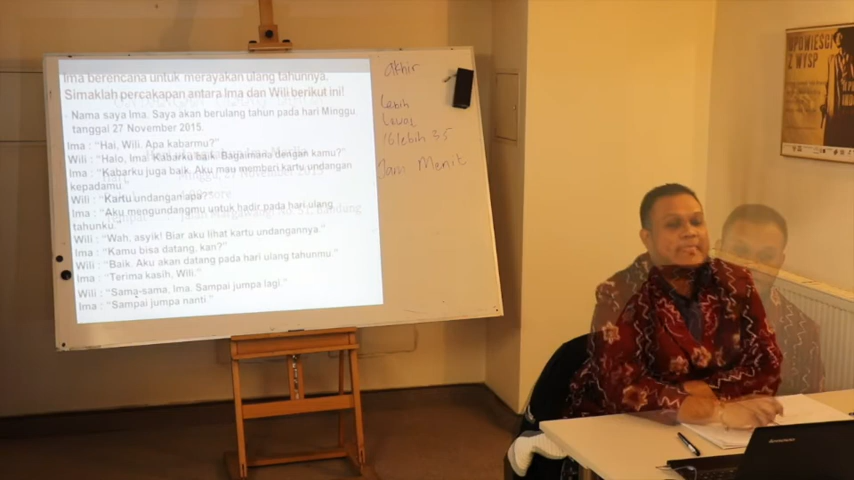 Ima berencana untuk merayakan ulang tahunnya.
Simaklah percakapan antara Ima dan Wili berikut ini!
Nama saya Ima. Saya akan berulang tahun pada hari Minggu
tanggal 27 November 2015.
Ima : "Hai, Wili. Apa kabarmu?"
Wili : "Halo, Ima. Kabarku baik. Bagaimana dengan kamu?"
Ima : "Kabarku juga baik. Aku mau memberi kartu undangan
kepadamu."
Wili : "Kartu undangan apa?"
Ima : "Aku mengundangmu untuk hadir pada hari ulang
tahunku."
Wili : "Wah, asyik! Biar aku lihat kartu undangannya."
Ima : "Kamu bisa datang, kan?"
Wili : "Baik. Aku akan datang pada hari ulang tahunmu."
Ima : "Terima kasih, Wili."
Wili : "Sama-sama, Ima. Sampai jumpa lagi."
Ima : "Sampai jumpa nanti."
akhir
lebih
lewat
16 lebih 35
Jam Menit
OPOWIEŚCI
Z WYSP